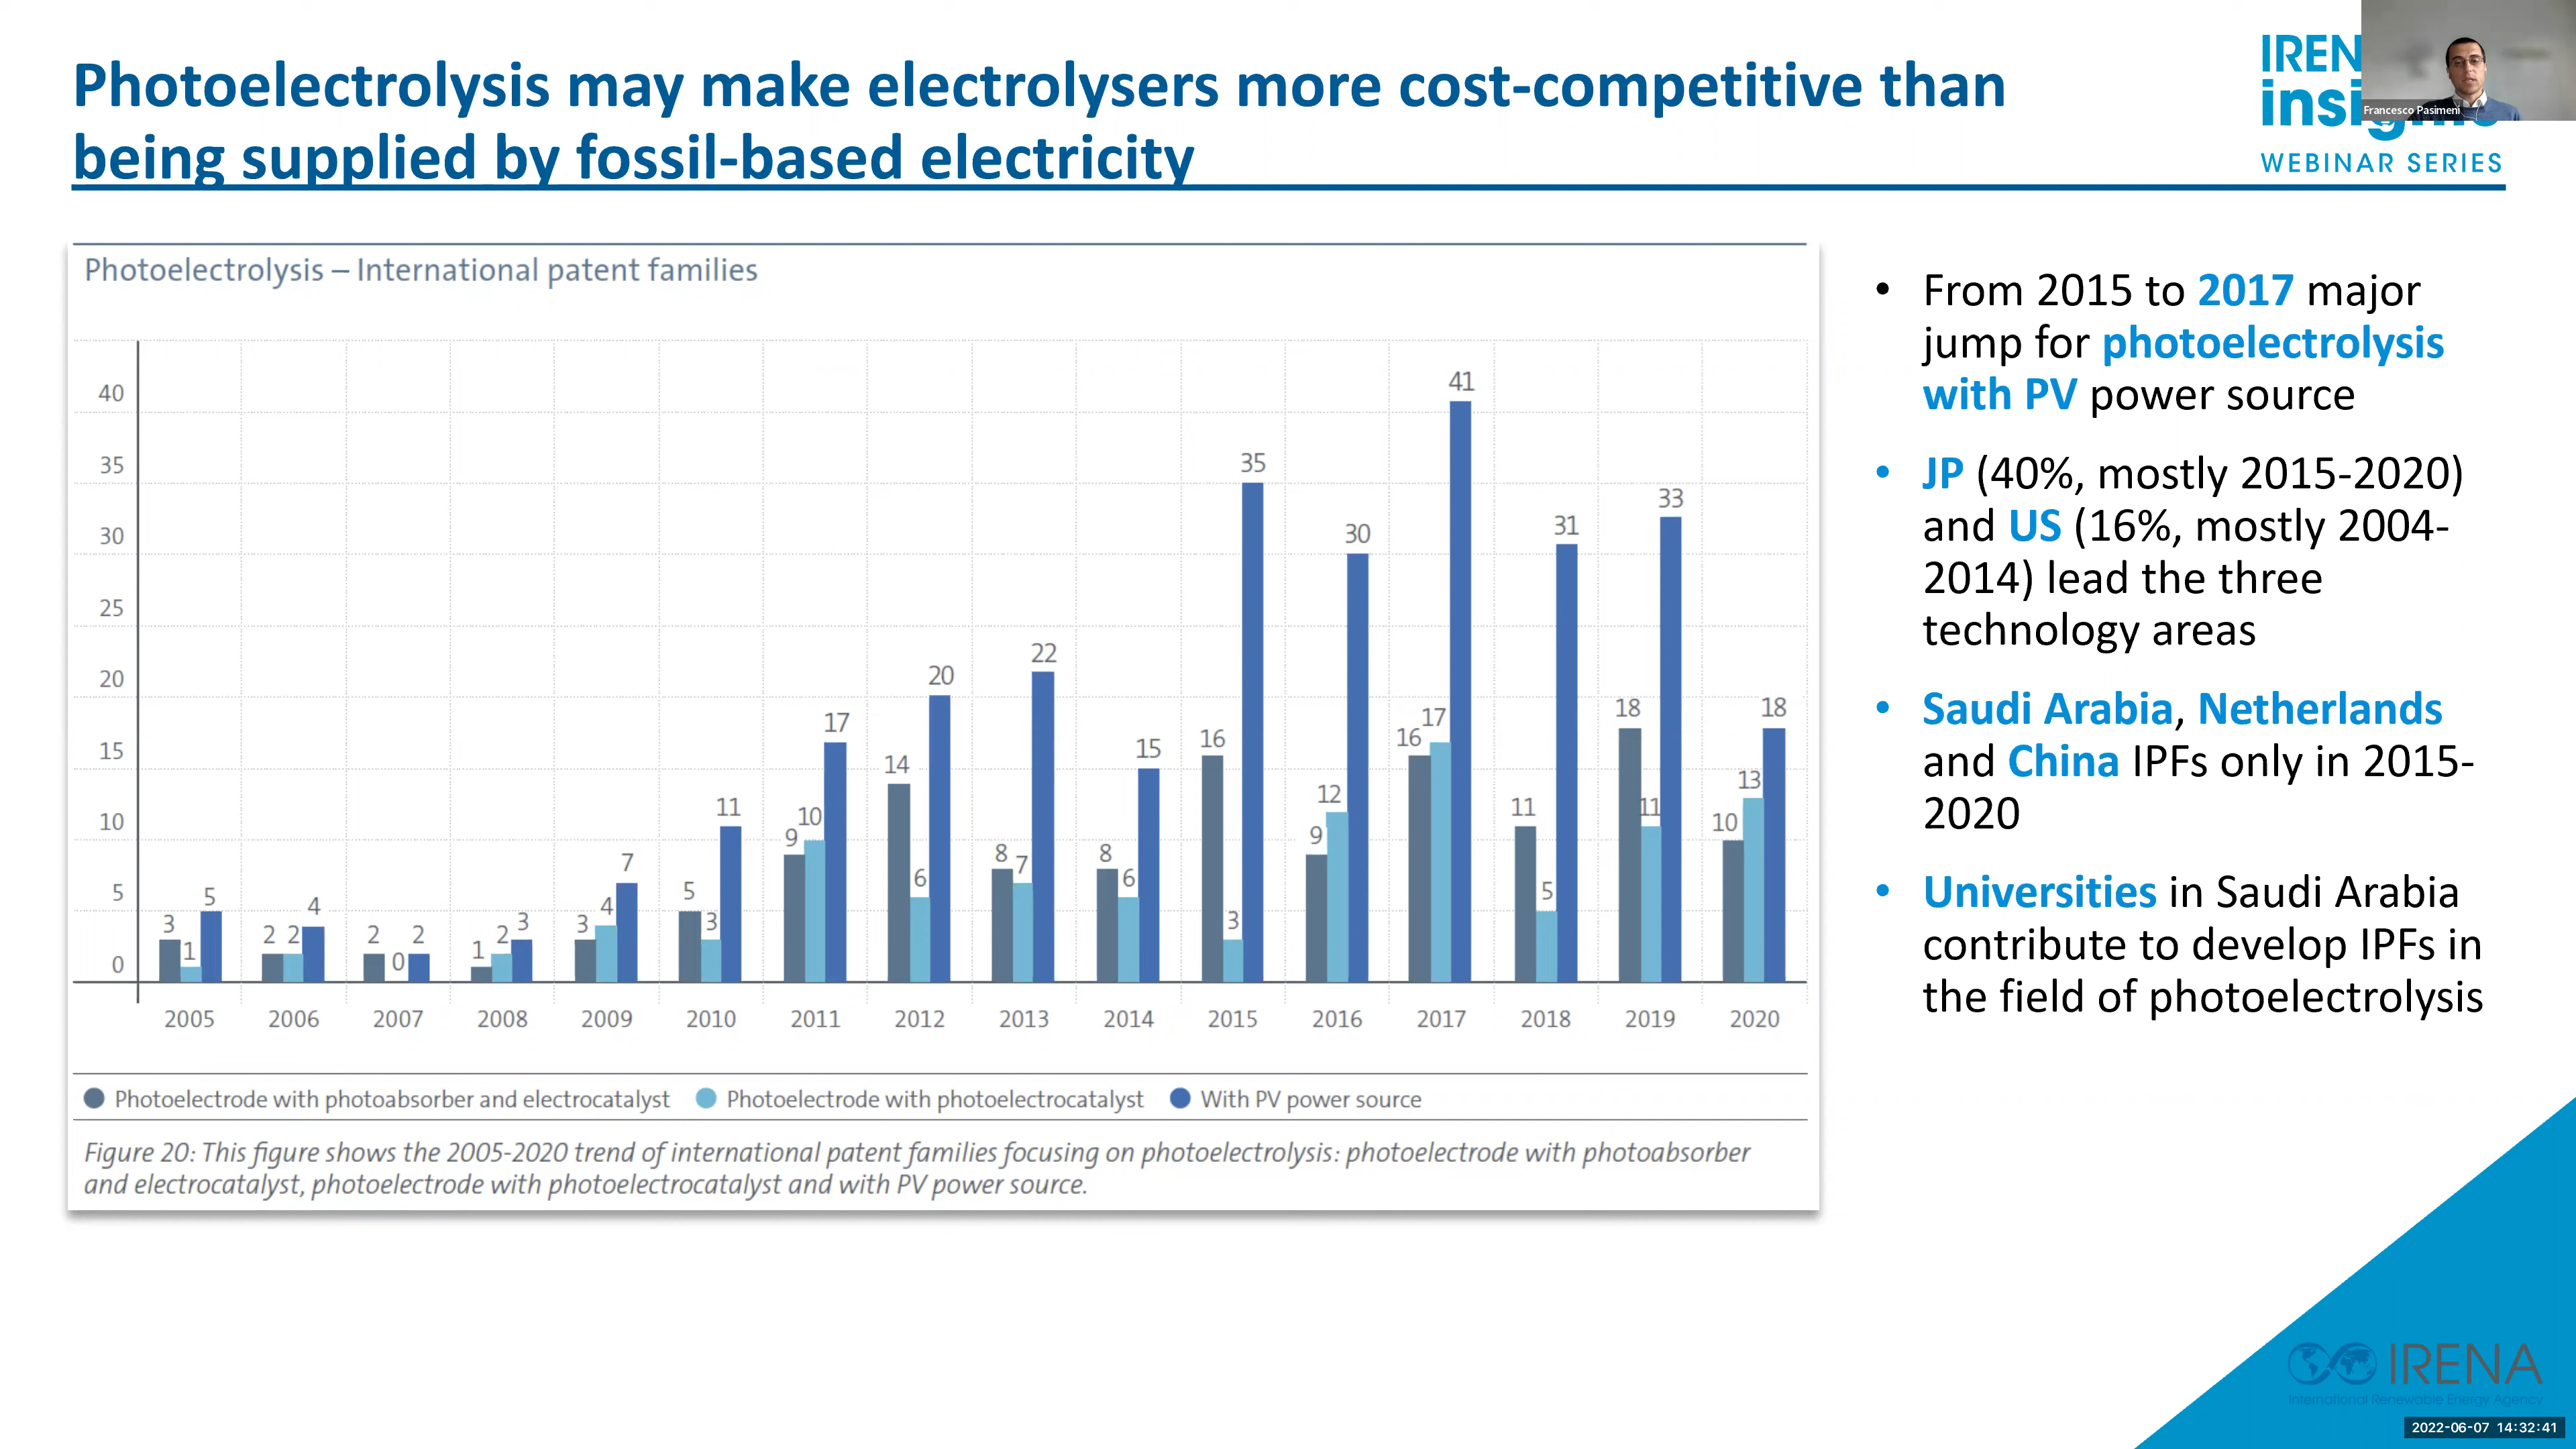 Photoelectrolysis may make electrolysers more cost-competitive than
being supplied by fossil-based electricity
IREN
WEBINAR SERIES
Francesco Pasimeni
Photoelectrolysis – International patent families
40
35
30
25
20
15
10
5
0
3 1 5
2 2 4
2 0 2
1 2 3
3 4 7
5 3 11
9 10 17
14 6 20
8 7 22
8 6 15
16 3 35
9 12 30
16 17 41
11 5 31
18 11 33
10 13 18
2005 2006 2007 2008 2009 2010 2011 2012 2013 2014 2015 2016 2017 2018 2019 2020
Photoelectrode with photoabsorber and electrocatalyst Photoelectrode with photoelectrocatalyst With PV power source
Figure 20: This figure shows the 2005-2020 trend of international patent families focusing on photoelectrolysis: photoelectrode with photoabsorber
and electrocatalyst, photoelectrode with photoelectrocatalyst and with PV power source.
• From 2015 to 2017 major
jump for photoelectrolysis
with PV power source
• JP (40%, mostly 2015-2020)
and US (16%, mostly 2004-
2014) lead the three
technology areas
• Saudi Arabia, Netherlands
and China IPFs only in 2015-
2020
• Universities in Saudi Arabia
contribute to develop IPFs in
the field of photoelectrolysis
IRENA
International Renewable Energy Agency
2022-06-07 14:32:41